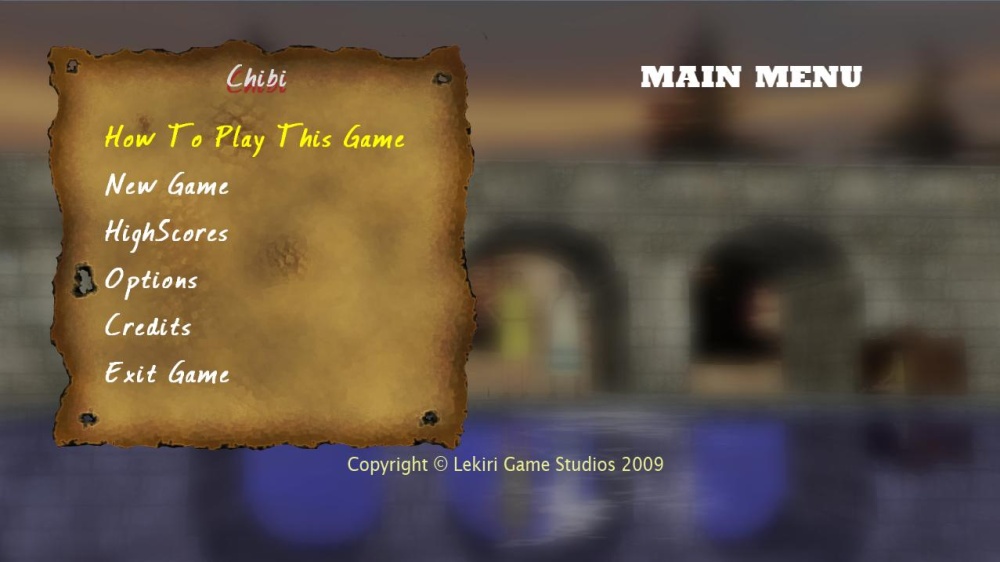 Chibi
MAIN MENU
How To Play This Game
New Game
HighScores
Options
Credits
Exit Game
Copyright © Lekiri Game Studios 2009